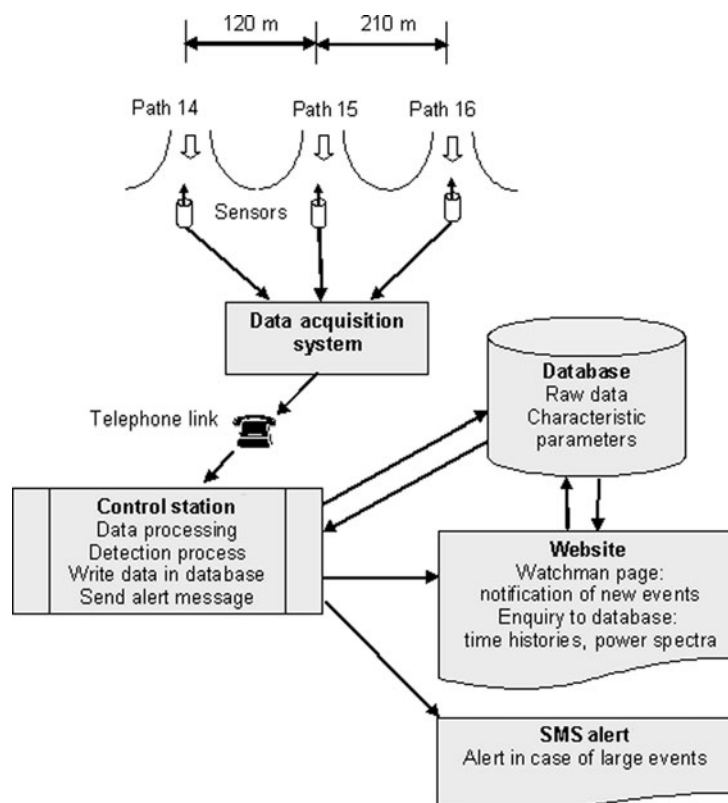 120 m
210 m
Path 14
Path 15
Path 16
Sensors
Data acquisition
system
Telephone link
Database
Raw data
Characteristic
parameters
Control station
Data processing
Detection process
Write data in database
Send alert message
Website
Watchman page:
notification of new events
Enquiry to database:
time histories, power spectra
SMS alert
Alert in case of large events